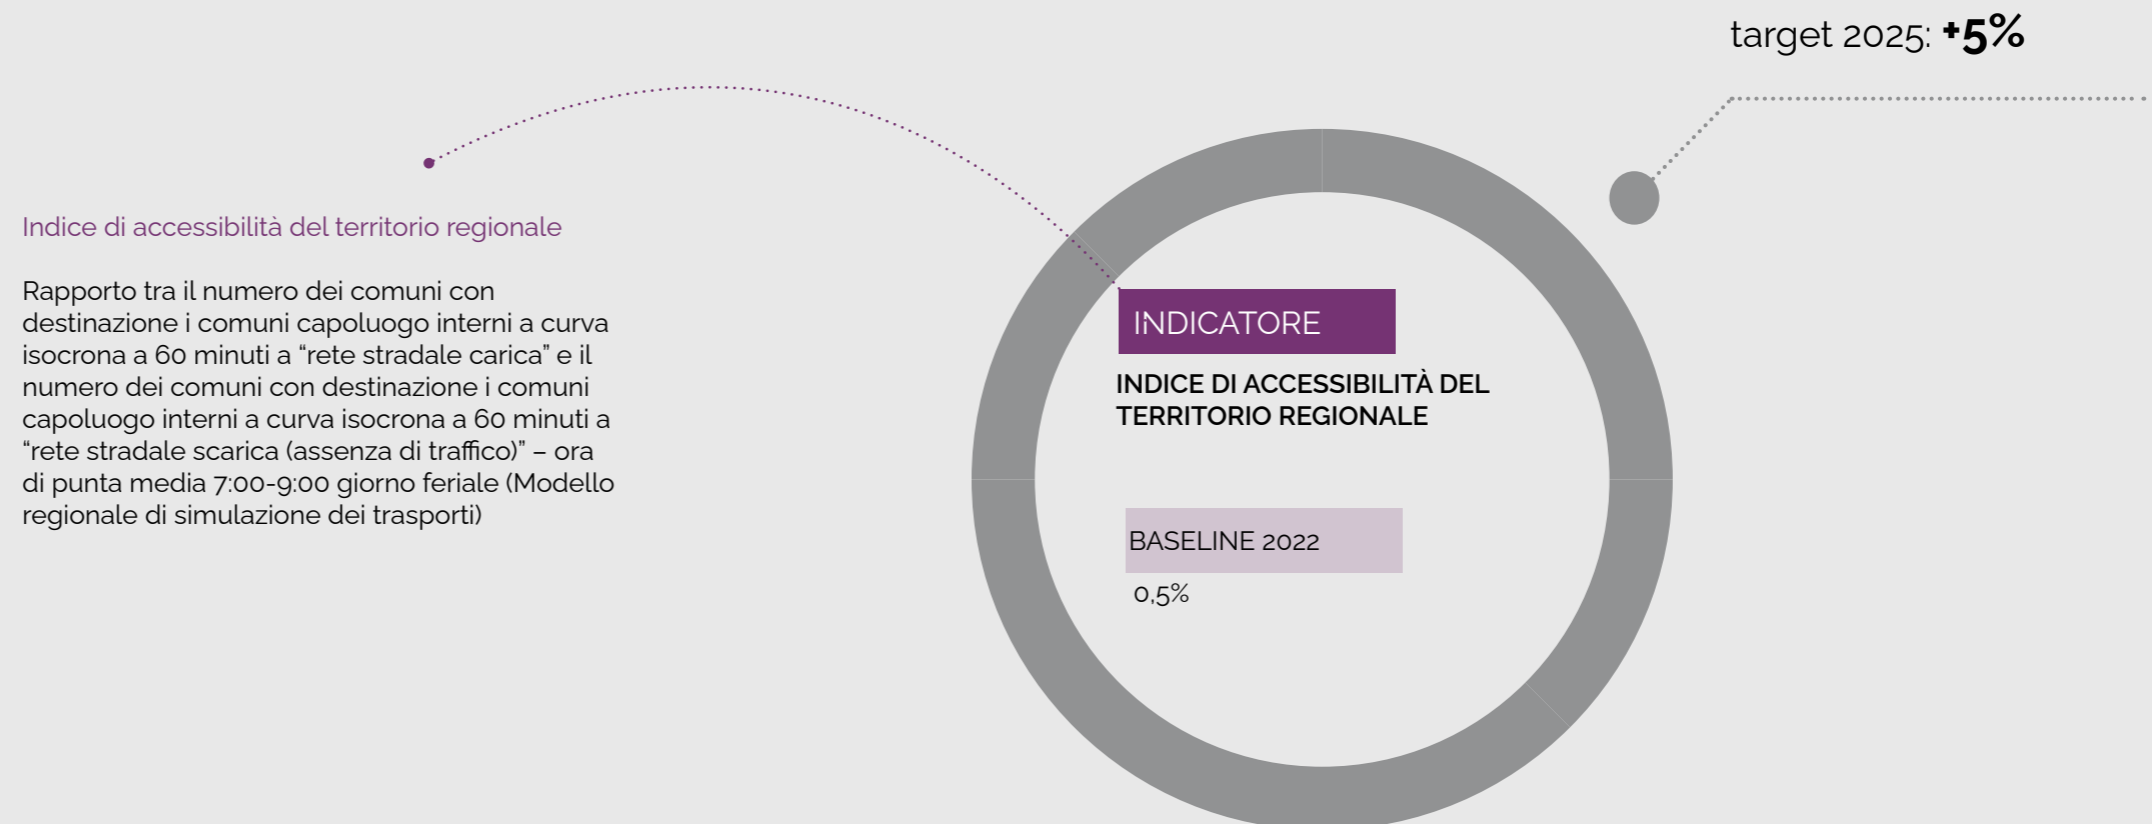 target 2025: +5%
Indice di accessibilità del territorio regionale
Rapporto tra il numero dei comuni con
destinazione i comuni capoluogo interni a curva
isocrona a 60 minuti a “rete stradale carica” e il
numero dei comuni con destinazione i comuni
capoluogo interni a curva isocrona a 60 minuti a
“rete stradale scarica (assenza di traffico)” – ora
di punta media 7:00-9:00 giorno feriale (Modello
regionale di simulazione dei trasporti)
INDICATORE
INDICE DI ACCESSIBILITÀ DEL
TERRITORIO REGIONALE
BASELINE 2022
0,5%